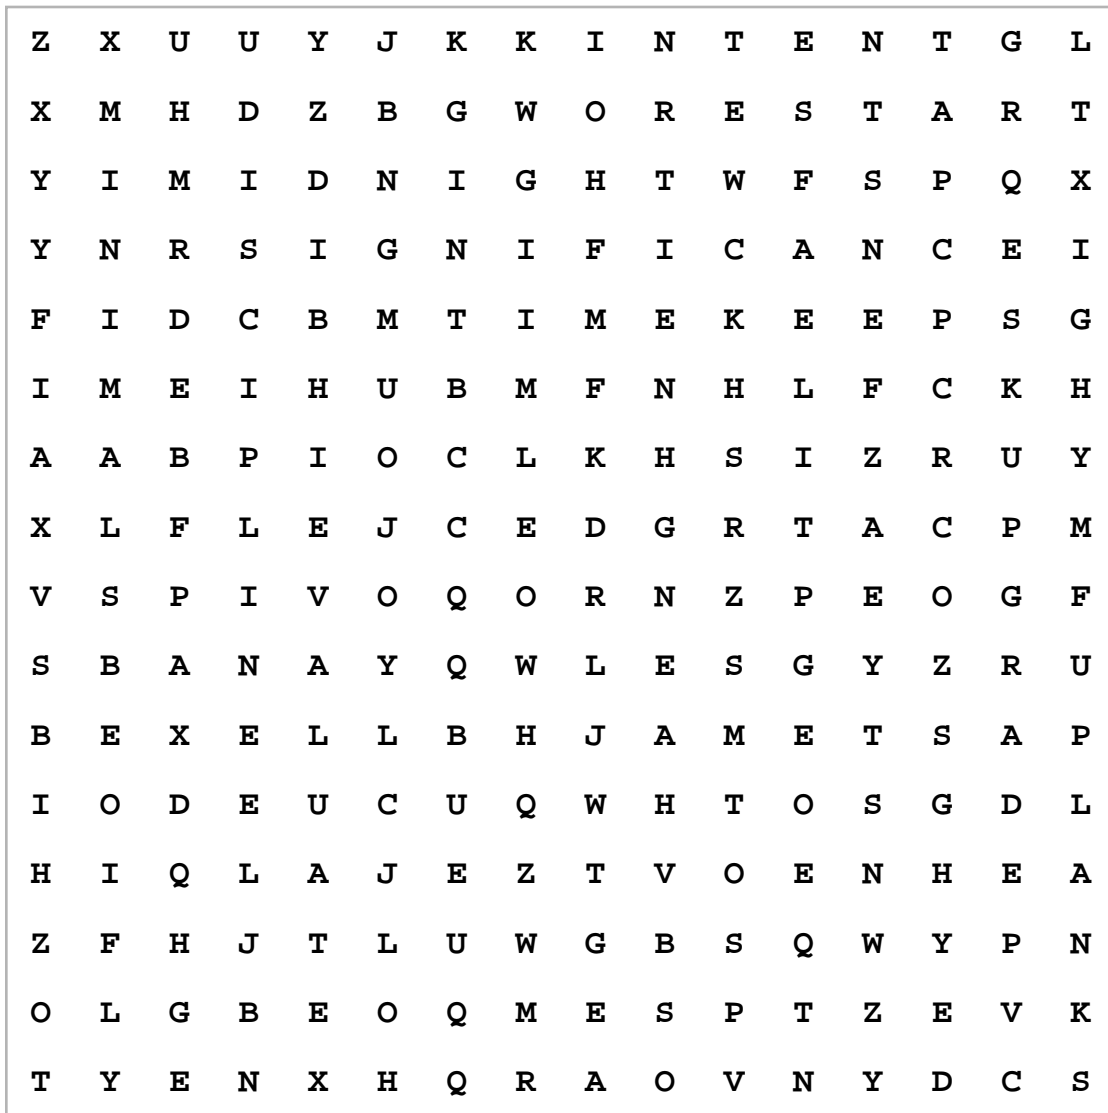 Z X U U Y J K K I N T E N T G L
X M H D Z B G W O R E S T A R T
Y I M I D N I G H T W F S P Q X
Y N R S I G N I F I C A N C E I
F I D C B M T I M E K E E P S G
I M E I H U B M F N H L F C K H
A A B P I O C L K H S I Z R U Y
X L F L E J C E D G R T A C P M
V S P I V O Q O R N Z P E O G F
S B A N A Y Q W L E S G Y Z R U
B E X E L L B H J A M E T S A P
I O D E U C U Q W H T O S G D L
H I Q L A J E Z T V O E N H E A
Z F H J T L U W G B S Q W Y P N
O L G B E O Q M E S P T Z E V K
T Y E N X H Q R A O V N Y D C S